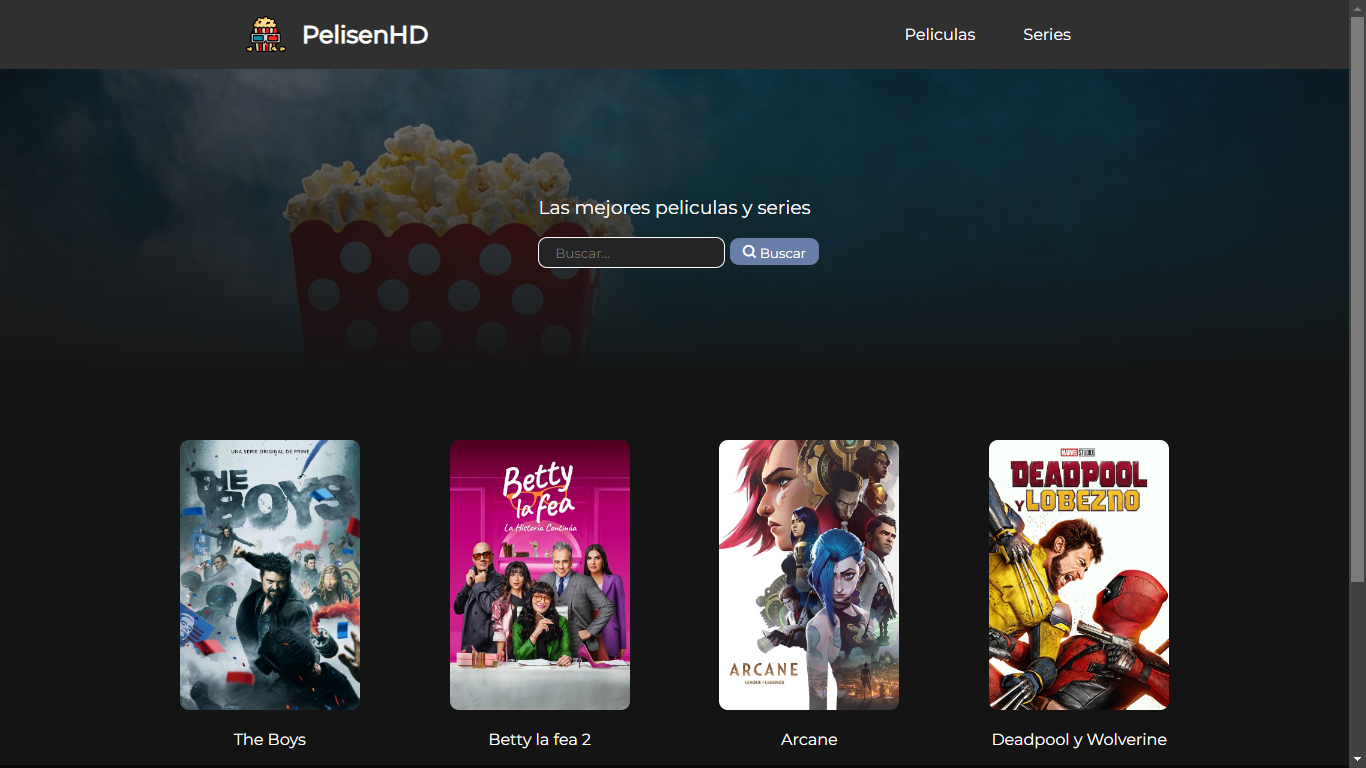 PelisenHD
Peliculas
Series
Las mejores peliculas y series
Buscar...
Buscar
UNA SERIE ORIGINAL DE PRIME
THE
BOYS
Betty
la fea
La Historia Continúa
ARCANE
LEAGUE OF LEGENDS
MARVEL STUDIOS
DEADPOOL
Y LOBEZNO
The Boys
Betty la fea 2
Arcane
Deadpool y Wolverine